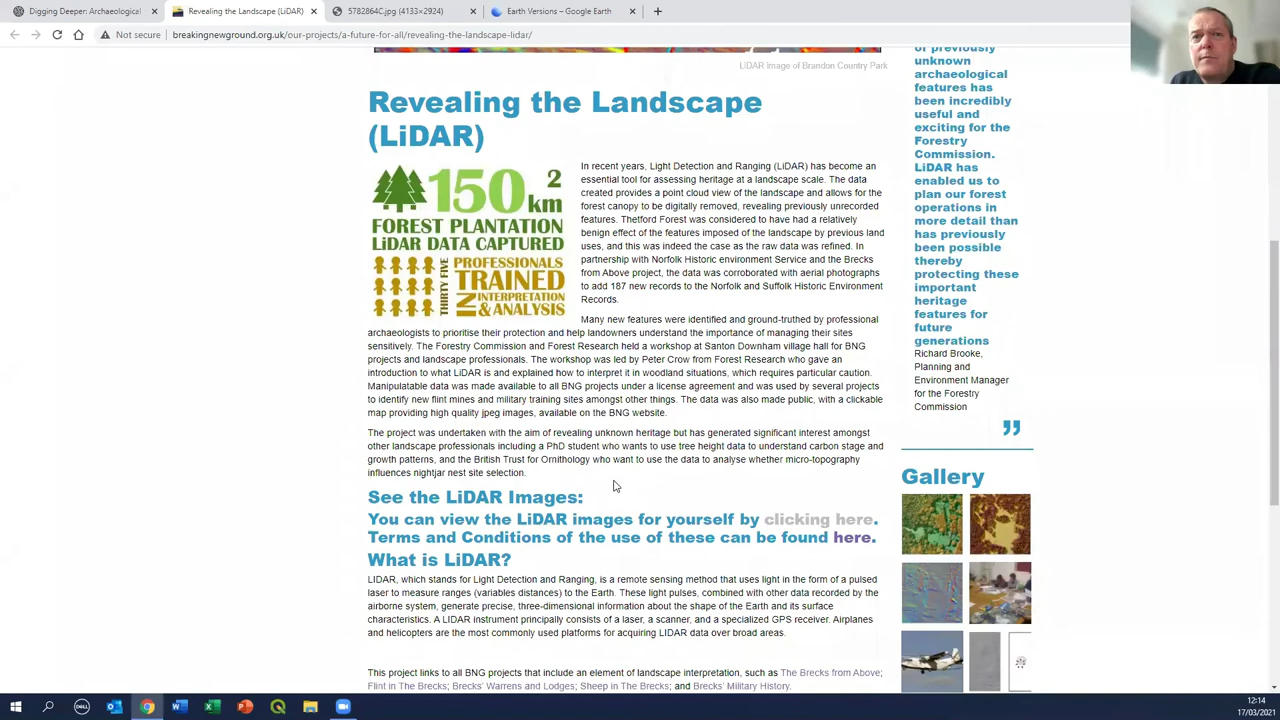 Digging Deeper: Archaeological
Revealing the Landscape (LiDAR)
5782864C.jpg (4133×2924)
Earth Versions – Google Earth
Not secure
breakingnewground.org.uk/our-projects/a-future-for-all/revealing-the-landscape-lidar/
LiDAR Image of Brandon Country Park
Revealing the Landscape
(LiDAR)
150 km2
FOREST PLANTATION
LiDAR DATA CAPTURED
THIRTY FIVE
PROFESSIONALS
TRAINED
IN INTERPRETATION
& ANALYSIS
In recent years, Light Detection and Ranging (LiDAR) has become an
essential tool for assessing heritage at a landscape scale. The data
created provides a point cloud view of the landscape and allows for the
forest canopy to be digitally removed, revealing previously unrecorded
features. Thetford Forest was considered to have had a relatively
benign effect of the features imposed of the landscape by previous land
uses, and this was indeed the case as the raw data was refined. In
partnership with Norfolk Historic environment Service and the Brecks
from Above project, the data was corroborated with aerial photographs
to add 187 new records to the Norfolk and Suffolk Historic Environment
Records.
Many new features were identified and ground-truthed by professional
archaeologists to prioritise their protection and help landowners understand the importance of managing their sites
sensitively. The Forestry Commission and Forest Research held a workshop at Santon Downham village hall for BNG
projects and landscape professionals. The workshop was led by Peter Crow from Forest Research who gave an
introduction to what LiDAR is and explained how to interpret it in woodland situations, which requires particular caution.
Manipulatable data was made available to all BNG projects under a license agreement and was used by several projects
to identify new flint mines and military training sites amongst other things. The data was also made public, with a clickable
map providing high quality jpeg images, available on the BNG website.
The project was undertaken with the aim of revealing unknown heritage but has generated significant interest amongst
other landscape professionals including a PhD student who wants to use tree height data to understand carbon stage and
growth patterns, and the British Trust for Ornithology who want to use the data to analyse whether micro-topography
influences nightjar nest site selection.
See the LiDAR Images:
You can view the LiDAR images for yourself by clicking here.
Terms and Conditions of the use of these can be found here.
What is LiDAR?
LIDAR, which stands for Light Detection and Ranging, is a remote sensing method that uses light in the form of a pulsed
laser to measure ranges (variables distances) to the Earth. These light pulses, combined with other data recorded by the
airborne system, generate precise, three-dimensional information about the shape of the Earth and its surface
characteristics. A LIDAR instrument principally consists of a laser, a scanner, and a specialized GPS receiver. Airplanes
and helicopters are the most commonly used platforms for acquiring LIDAR data over broad areas.
This project links to all BNG projects that include an element of landscape interpretation, such as The Brecks from Above;
Flint in The Brecks; Brecks' Warrens and Lodges; Sheep in The Brecks; and Brecks' Military History.
of previously
unknown
archaeological
features has
been incredibly
useful and
exciting for the
Forestry
Commission.
LiDAR has
enabled us to
plan our forest
operations in
more detail than
has previously
been possible
thereby
protecting these
important
heritage
features for
future
generations
Richard Brooke,
Planning and
Environment Manager
for the Forestry
Commission
”
Gallery
12:14
17/03/2021